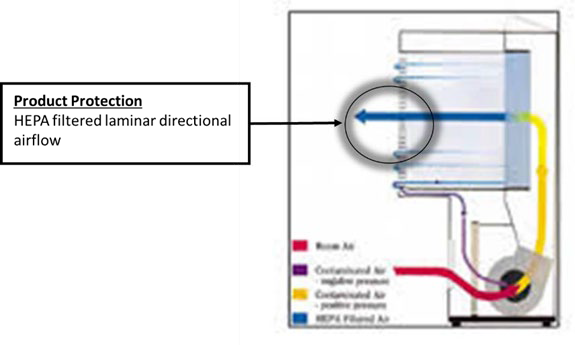 Product Protection
HEPA filtered laminar directional
airflow
Room Air
Contaminated Air
- negative pressure
Contaminated Air
- positive pressure
HEPA Filtered Air